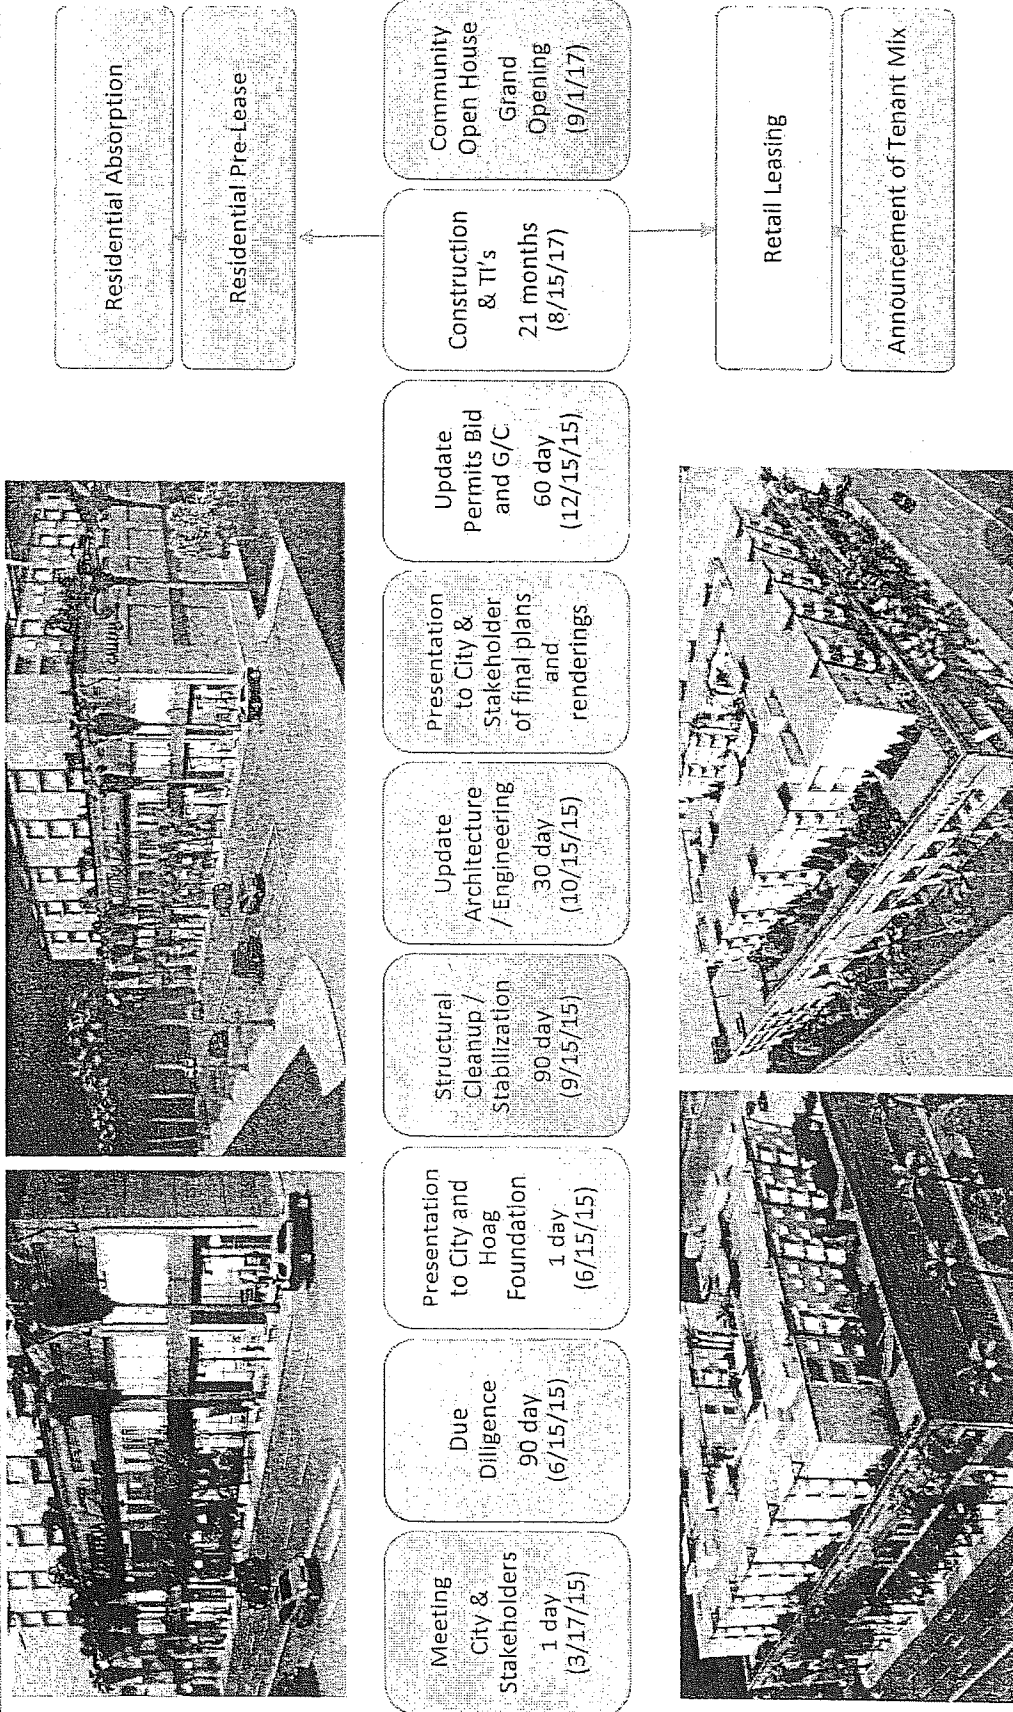 Residential Absorption
Residential Pre-Lease
Meeting
City &
Stakeholders
1 day
(3/17/15)
Due
Diligence
90 day
(6/15/15)
Presentation
to City and
Hoag
Foundation
1 day
(6/15/15)
Structural
Cleanup /
Stabilization
90 day
(9/15/15)
Update
Architecture
/ Engineering
30 day
(10/15/15)
Presentation
to City &
Stakeholder
of final plans
and
renderings
Update
Permits Bid
and G/C
60 day
(12/15/15)
Construction
& TI's
21 months
(8/15/17)
Community
Open House
Grand
Opening
(9/1/17)
Retail Leasing
Announcement of Tenant Mix